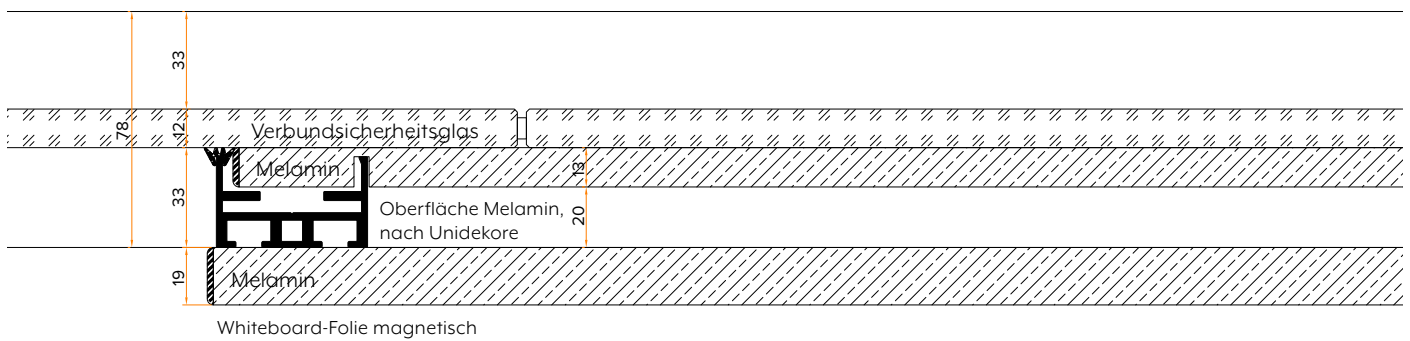 33
78
12
Verbundsicherheitsglas
Melamin
13
33
Oberfläche Melamin,
nach Unidekore
20
19
Melamin
Whiteboard-Folie magnetisch